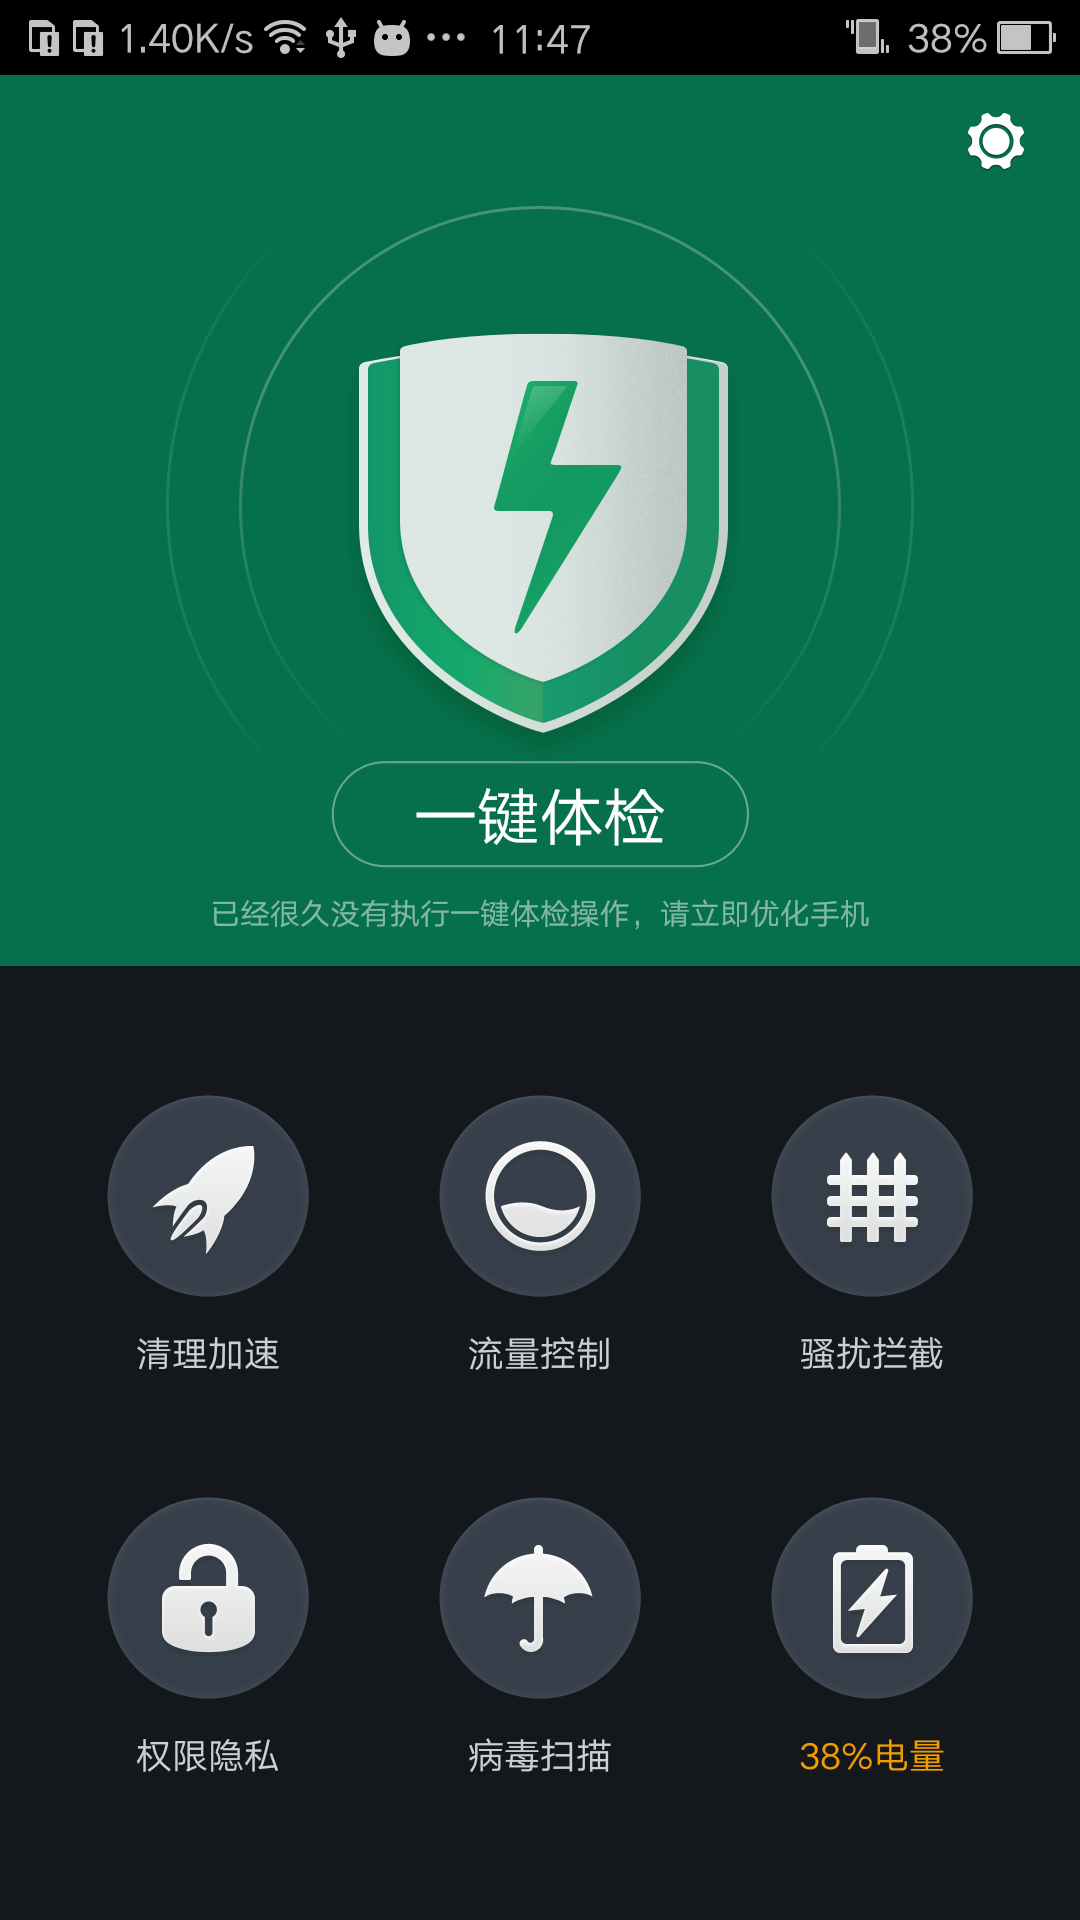 1.40K/s ··· 11:47 38%
一键体检
已经很久没有执行一键体检操作，请立即优化手机
清理加速 流量控制 骚扰拦截
权限隐私 病毒扫描 38%电量